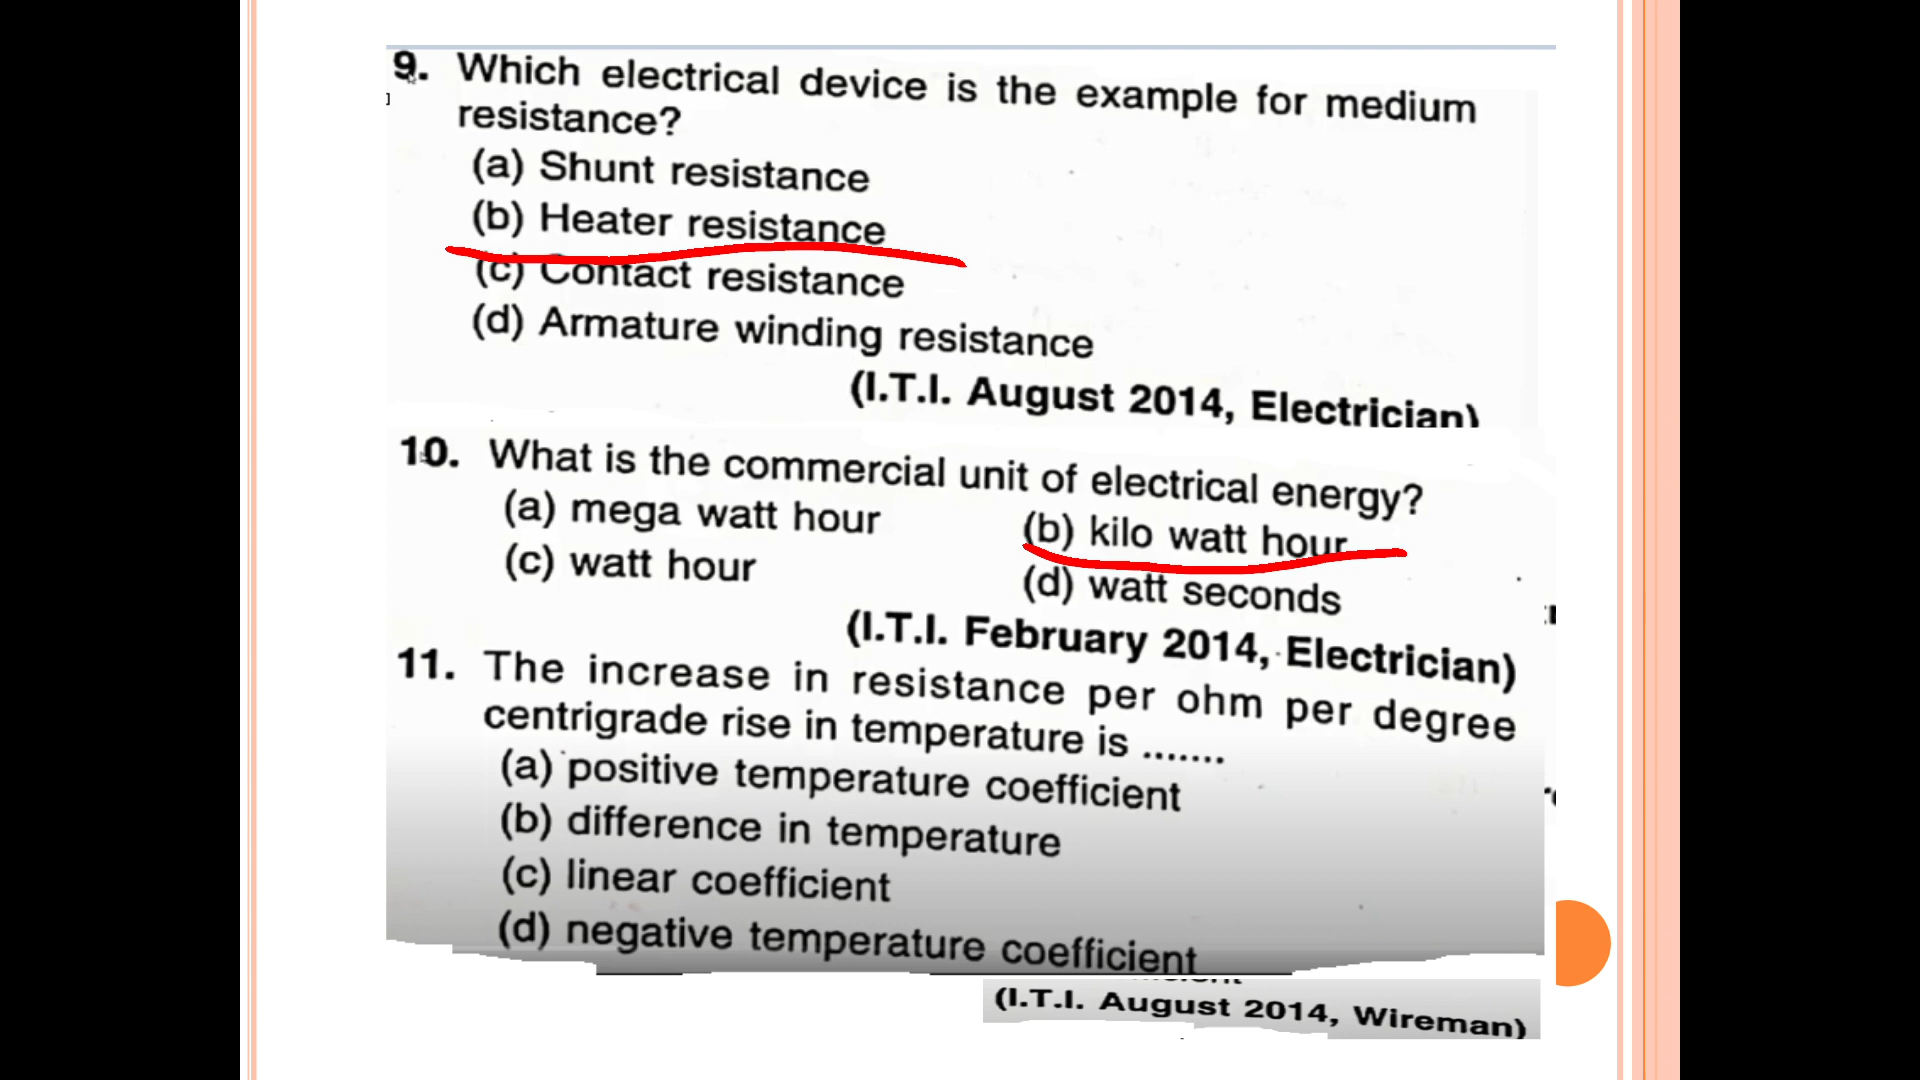 9. Which electrical device is the example for medium
resistance?
(a) Shunt resistance
(b) Heater resistance
(c) Contact resistance
(d) Armature winding resistance
(I.T.I. August 2014, Electrician)
10. What is the commercial unit of electrical energy?
(a) mega watt hour (b) kilo watt hour
(c) watt hour (d) watt seconds
(I.T.I. February 2014, Electrician)
11. The increase in resistance per ohm per degree
centrigrade rise in temperature is .......
(a) positive temperature coefficient
(b) difference in temperature
(c) linear coefficient
(d) negative temperature coefficient
(I.T.I. August 2014, Wireman)